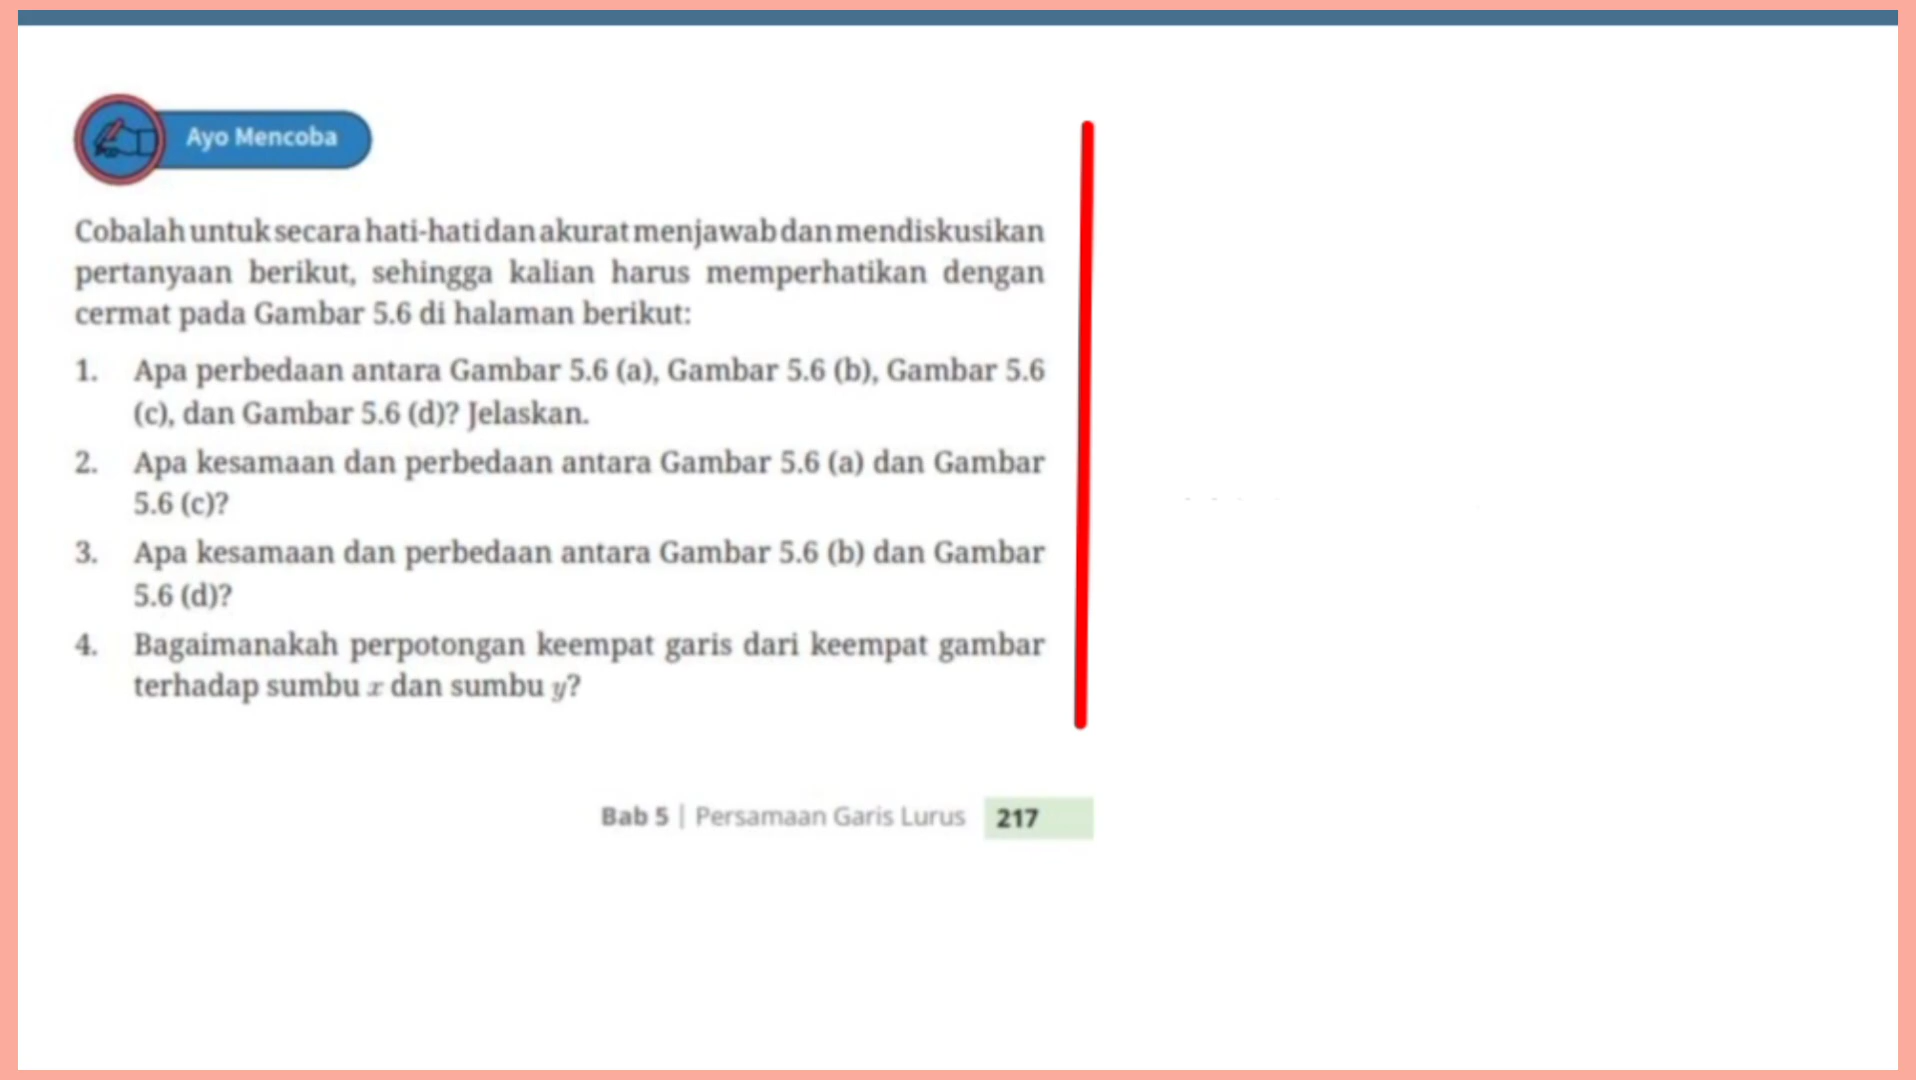 Ayo Mencoba
Cobalah untuk secara hati-hati dan akurat menjawab dan mendiskusikan
pertanyaan berikut, sehingga kalian harus memperhatikan dengan
cermat pada Gambar 5.6 di halaman berikut:
1. Apa perbedaan antara Gambar 5.6 (a), Gambar 5.6 (b), Gambar 5.6
(c), dan Gambar 5.6 (d)? Jelaskan.
2. Apa kesamaan dan perbedaan antara Gambar 5.6 (a) dan Gambar
5.6 (c)?
3. Apa kesamaan dan perbedaan antara Gambar 5.6 (b) dan Gambar
5.6 (d)?
4. Bagaimanakah perpotongan keempat garis dari keempat gambar
terhadap sumbu x dan sumbu y?
Bab 5 | Persamaan Garis Lurus 217